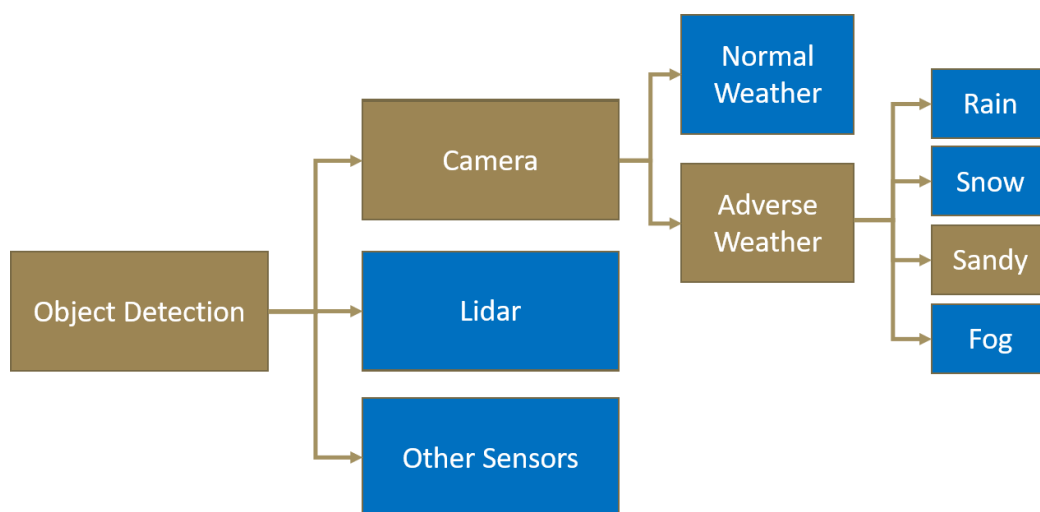 Object Detection
Camera
Lidar
Other Sensors
Normal
Weather
Adverse
Weather
Rain
Snow
Sandy
Fog